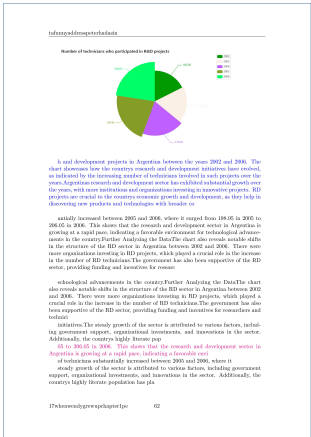 tafunnyaddresspeterhadasin
Number of technicians who participated in R&D projects
2002
2003
2004
2005
2006
h and development projects in Argentina between the years 2002 and 2006. The
chart showcases how the countrys research and development initiatives have evolved,
as indicated by the increasing number of technicians involved in such projects over the
years.Argentinas research and development sector has exhibited substantial growth over
the years, with more institutions and organizations investing in innovative projects. RD
projects are crucial to the countrys economic growth and development, as they help in
discovering new products and technologies with broader co
antially increased between 2005 and 2006, where it surged from 198.95 in 2005 to
206.05 in 2006. This shows that the research and development sector in Argentina is
growing at a rapid pace, indicating a favorable environment for technological advance-
ments in the country.Further Analyzing the DataThe chart also reveals notable shifts
in the structure of the RD sector in Argentina between 2002 and 2006. There were
more organizations investing in RD projects, which played a crucial role in the increase
in the number of RD technicians.The government has also been supportive of the RD
sector, providing funding and incentives for researc
echnological advancements in the country.Further Analyzing the DataThe chart
also reveals notable shifts in the structure of the RD sector in Argentina between 2002
and 2006. There were more organizations investing in RD projects, which played a
crucial role in the increase in the number of RD technicians.The government has also
been supportive of the RD sector, providing funding and incentives for researchers and
technici
initiatives.The steady growth of the sector is attributed to various factors, includ-
ing government support, organizational investments, and innovations in the sector.
Additionally, the countrys highly literate pop
95 to 206.05 in 2006. This shows that the research and development sector in
Argentina is growing at a rapid pace, indicating a favorable envi
of technicians substantially increased between 2005 and 2006, where it
steady growth of the sector is attributed to various factors, including government
support, organizational investments, and innovations in the sector. Additionally, the
countrys highly literate population has pla
17whenwendygrewupchapter1pe 62